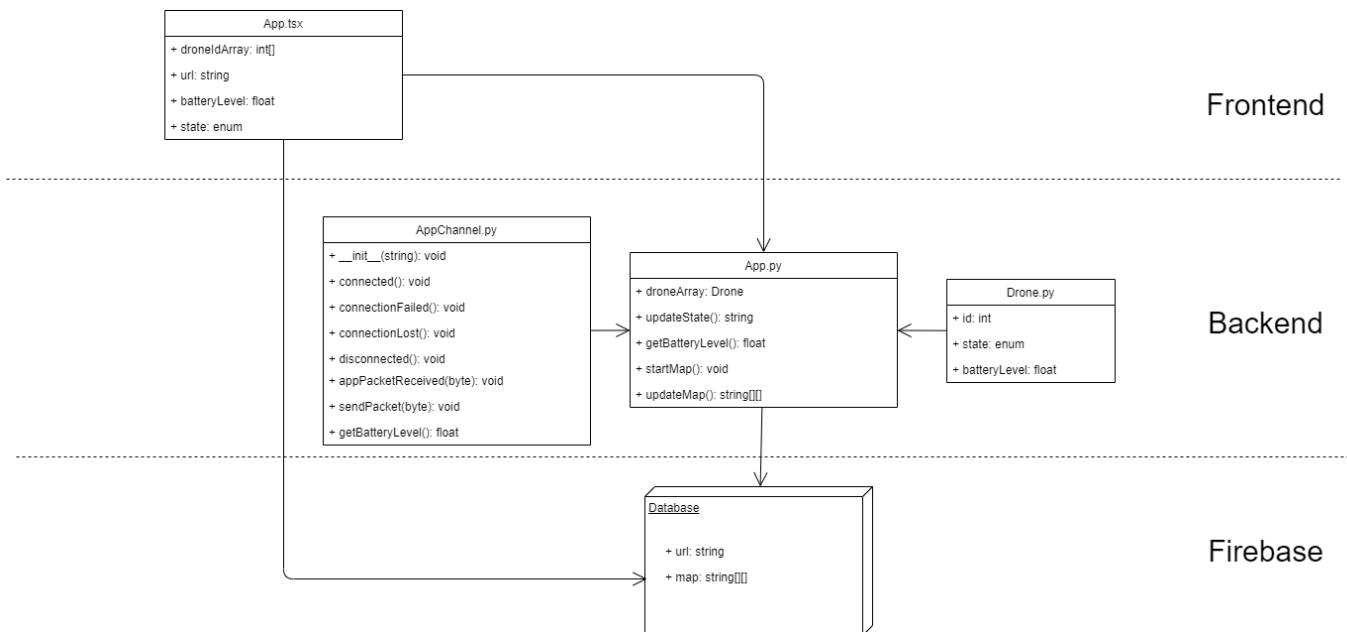 App.tsx
+ droneIdArray: int[]
+ url: string
+ batteryLevel: float
+ state: enum
Frontend
AppChannel.py
+ __init__(string): void
+ connected(): void
+ connectionFailed(): void
+ connectionLost(): void
+ disconnected(): void
+ appPacketReceived(byte): void
+ sendPacket(byte): void
+ getBatteryLevel(): float
App.py
+ droneArray: Drone
+ updateState(): string
+ getBatteryLevel(): float
+ startMap(): void
+ updateMap(): string[][]
Drone.py
+ id: int
+ state: enum
+ batteryLevel: float
Backend
Database
+ url: string
+ map: string[][]
Firebase